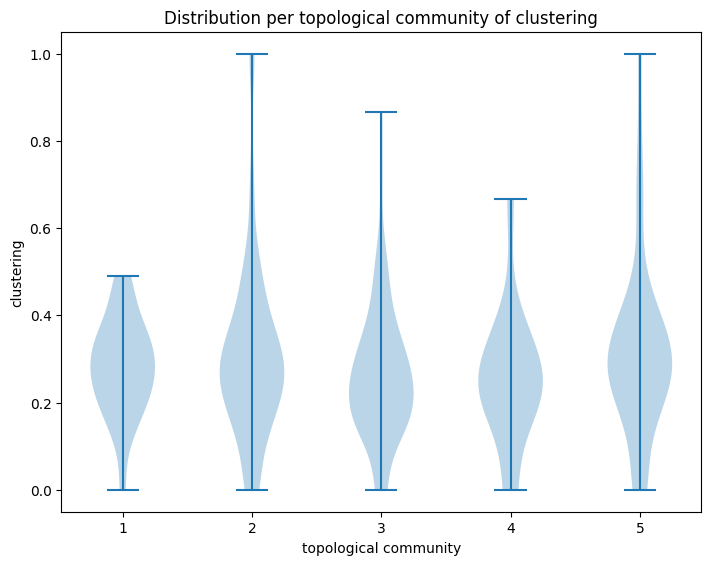 Distribution per topological community of clustering
1.0
0.8
0.6
0.4
0.2
0.0
clustering
1 2 3 4 5
topological community